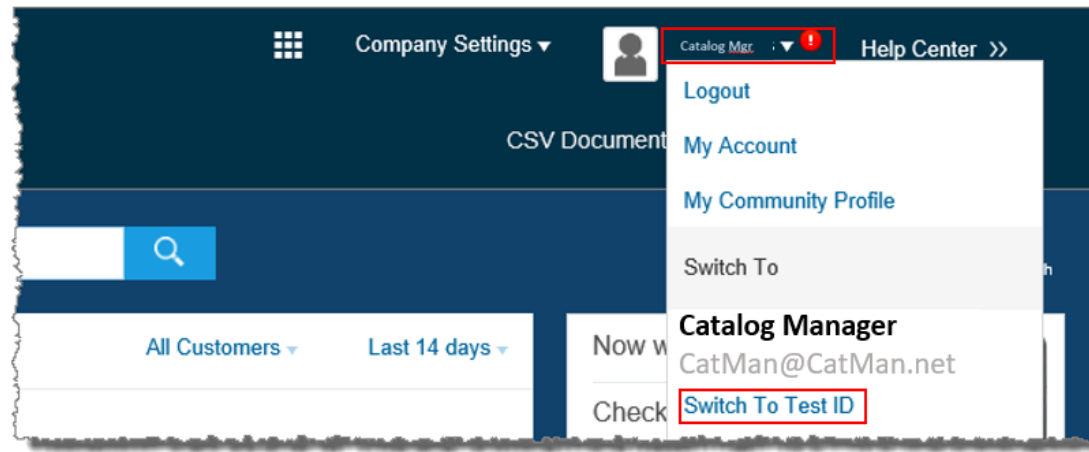 Company Settings
Catalog Mgr
!
Help Center >>
Logout
CSV Document
My Account
My Community Profile
Switch To
h
Catalog Manager
CatMan@CatMan.net
Switch To Test ID
All Customers
Last 14 days
Now w
Check